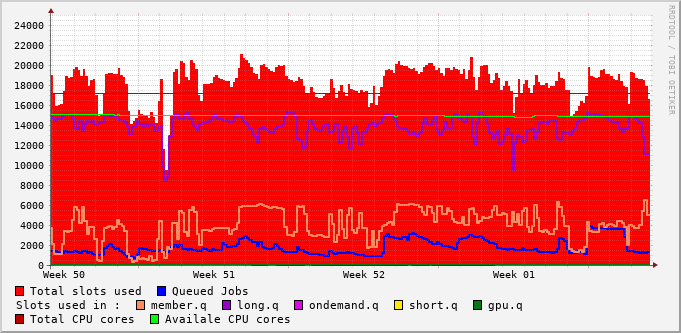 24000
22000
20000
18000
16000
14000
12000
10000
8000
6000
4000
2000
0
Week 50 Week 51 Week 52 Week 01
RRDTOOL / TOBI OETIKER
Total slots used Queued Jobs
Slots used in : member.q long.q ondemand.q short.q gpu.q
Total CPU cores Availale CPU cores